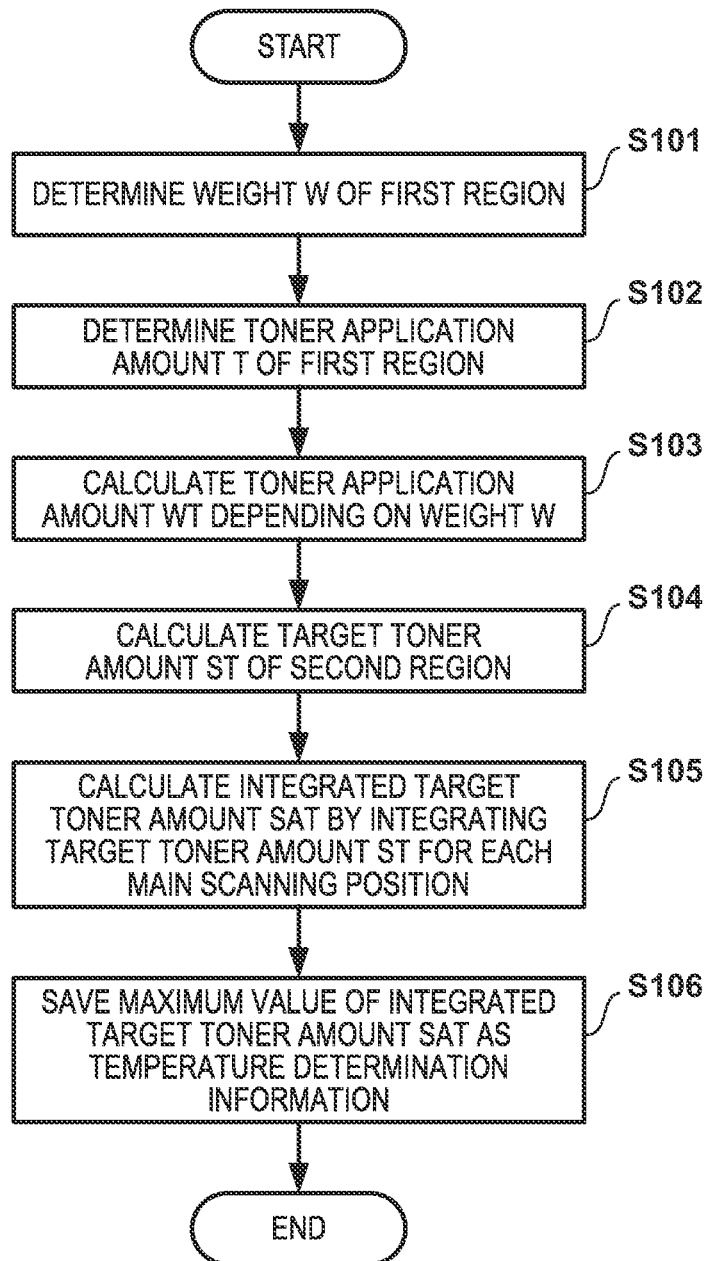 START
S101
DETERMINE WEIGHT W OF FIRST REGION
S102
DETERMINE TONER APPLICATION
AMOUNT T OF FIRST REGION
S103
CALCULATE TONER APPLICATION
AMOUNT WT DEPENDING ON WEIGHT W
S104
CALCULATE TARGET TONER
AMOUNT ST OF SECOND REGION
S105
CALCULATE INTEGRATED TARGET
TONER AMOUNT SAT BY INTEGRATING
TARGET TONER AMOUNT ST FOR EACH
MAIN SCANNING POSITION
S106
SAVE MAXIMUM VALUE OF INTEGRATED
TARGET TONER AMOUNT SAT AS
TEMPERATURE DETERMINATION
INFORMATION
END